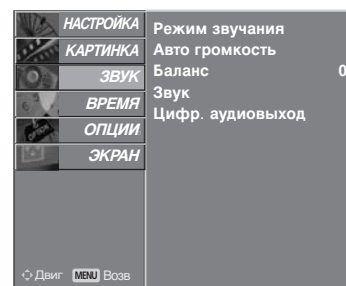 НАСТРОЙКА
КАРТИНКА
ЗВУК
ВРЕМЯ
ОПЦИИ
ЭКРАН
Режим звучания
Авто громкость
Баланс 0
Звук
Цифр. аудиовыход
Двиг MENU Возв